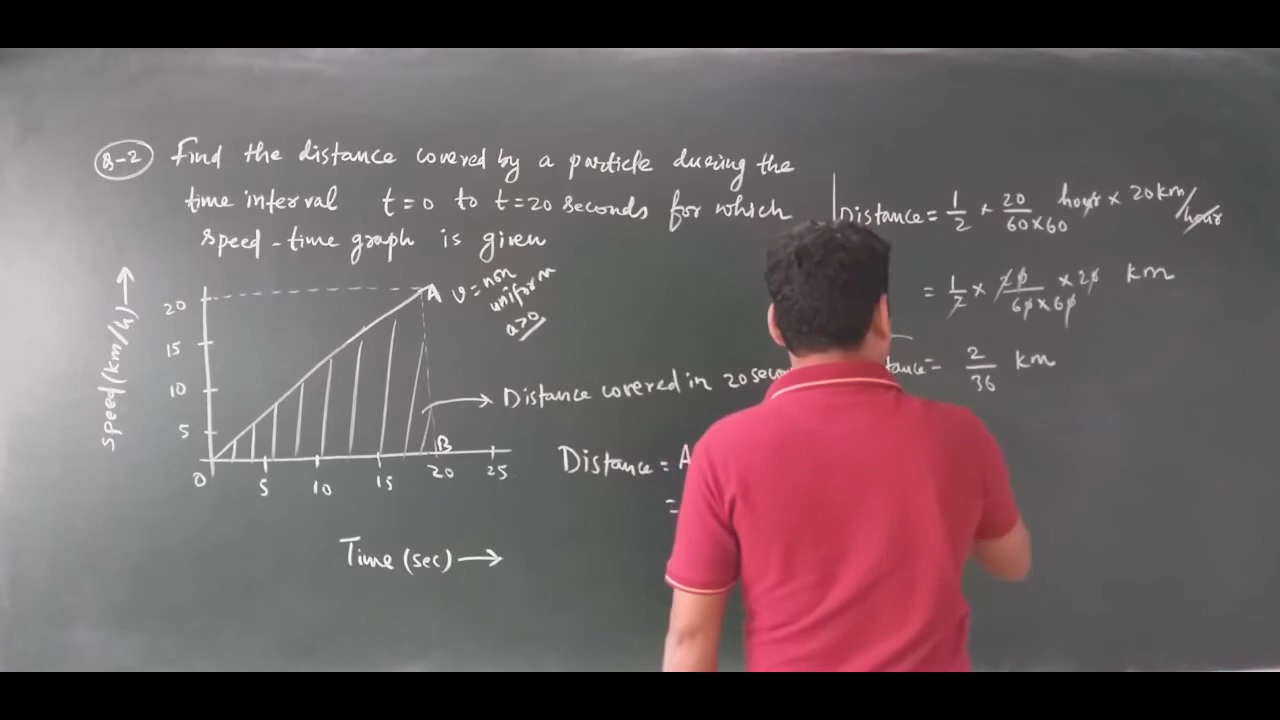 Q-2 Find the distance covered by a particle during the
time interval t=0 to t=20 seconds for which
speed-time graph is given
Speed (km/h) →
20
15
10
5
0
5
10
15
20
25
A
B
v = non
uniform
a>0
Time (sec) →
→ Distance covered in 20
Distance = A
=
Distance = 1/2 × 20/60×60 hour × 20 km/hour
= 1/2 × 20/60×60 × 20 km
= 2/36 km